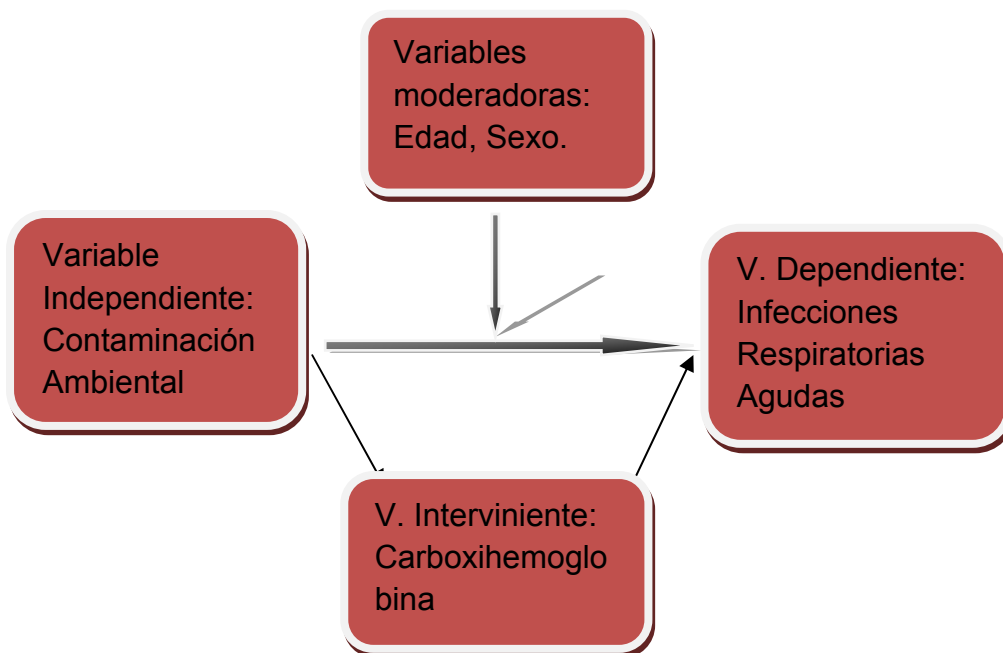 Variables
moderadoras:
Edad, Sexo.
Variable
Independiente:
Contaminación
Ambiental
V. Dependiente:
Infecciones
Respiratorias
Agudas
V. Interviniente:
Carboxihemoglo
bina